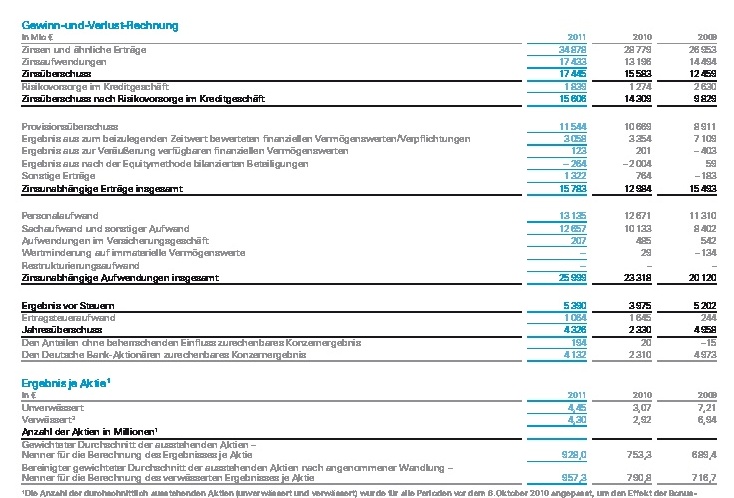 Gewinn-und-Verlust-Rechnung
in Mio € 2011 2010 2009
Zinsen und ähnliche Erträge 34 878 28 779 26 953
Zinsaufwendungen 17 433 13 196 14 494
Zinsüberschuss 17 445 15 583 12 459
Risikovorsorge im Kreditgeschäft 1 839 1 274 2 630
Zinsüberschuss nach Risikovorsorge im Kreditgeschäft 15 606 14 309 9 829
Provisionsüberschuss 11 544 10 669 8 911
Ergebnis aus zum beizulegenden Zeitwert bewerteten finanziellen Vermögenswerten/Verpflichtungen 3 058 3 354 7 109
Ergebnis aus zur Veräußerung verfügbaren finanziellen Vermögenswerten 123 201 – 403
Ergebnis aus nach der Equitymethode bilanzierten Beteiligungen – 264 – 2 004 59
Sonstige Erträge 1 322 764 – 183
Zinsunabhängige Erträge insgesamt 15 783 12 984 15 493
Personalaufwand 13 135 12 671 11 310
Sachaufwand und sonstiger Aufwand 12 657 10 133 8 402
Aufwendungen im Versicherungsgeschäft 207 485 542
Wertminderung auf immaterielle Vermögenswerte – 29 – 134
Restrukturierungsaufwand – – –
Zinsunabhängige Aufwendungen insgesamt 25 999 23 318 20 120
Ergebnis vor Steuern 5 390 3 975 5 202
Ertragsteueraufwand 1 064 1 645 244
Jahresüberschuss 4 326 2 330 4 958
Den Anteilen ohne beherrschenden Einfluss zurechenbares Konzernergebnis 194 20 –15
Den Deutsche Bank-Aktionären zurechenbares Konzernergebnis 4 132 2 310 4 973
Ergebnis je Aktie¹
in € 2011 2010 2009
Unverwässert 4,45 3,07 7,21
Verwässert² 4,30 2,92 6,94
Anzahl der Aktien in Millionen¹
Gewichteter Durchschnitt der ausstehenden Aktien –
Nenner für die Berechnung des Ergebnisses je Aktie 928,0 753,3 689,4
Bereinigter gewichteter Durchschnitt der ausstehenden Aktien nach angenommener Wandlung –
Nenner für die Berechnung des verwässerten Ergebnisses je Aktie 957,3 790,8 716,7
¹Die Anzahl der durchschnittlich ausstehenden Aktien (unverwässert und verwässert) wurde für alle Perioden vor dem 6. Oktober 2010 angepasst, um den Effekt der Bonus-